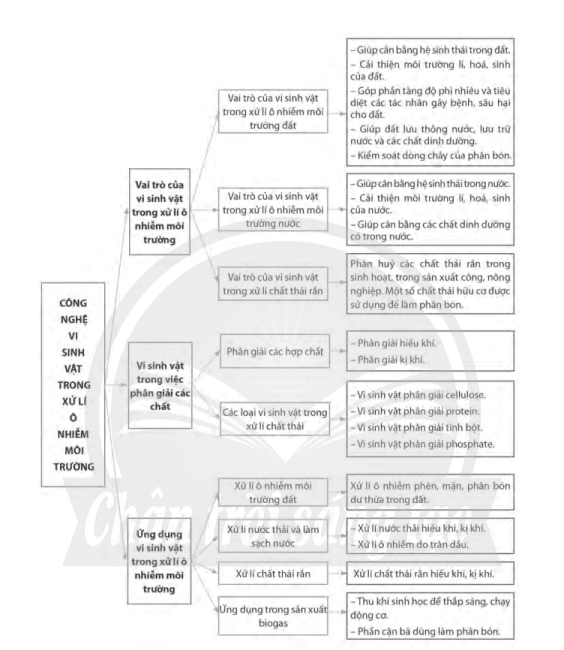 CÔNG
NGHỆ
VI
SINH
VẬT
TRONG
XỬ LÍ
Ô
NHIỄM
MÔI
TRƯỜNG
Vai trò của
vi sinh vật
trong xử lí ô
nhiễm môi
trường
Vai trò của vi sinh vật
trong xử lí ô nhiễm môi
trường đất
– Giúp cân bằng hệ sinh thái trong đất.
– Cải thiện môi trường lí, hoá, sinh
của đất.
– Góp phần tăng độ phì nhiêu và tiêu
diệt các tác nhân gây bệnh, sâu hại
cho đất.
– Giúp đất lưu thông nước, lưu trữ
nước và các chất dinh dưỡng.
– Kiểm soát dòng chảy của phân bón.
Vai trò của vi sinh vật
trong xử lí ô nhiễm môi
trường nước
– Giúp cân bằng hệ sinh thái trong nước.
– Cải thiện môi trường lí, hoá, sinh
của nước.
– Giúp cân bằng các chất dinh dưỡng
có trong nước.
Vai trò của vi sinh vật
trong xử lí chất thải rắn
Phân huỷ các chất thải rắn trong
sinh hoạt, trong sản xuất công, nông
nghiệp. Một số chất thải hữu cơ được
sử dụng để làm phân bón.
Vi sinh vật
trong việc
phân giải các
chất
Phân giải các hợp chất
– Phân giải hiếu khí.
– Phân giải kị khí.
Các loại vi sinh vật trong
xử lí chất thải
– Vi sinh vật phân giải cellulose.
– Vi sinh vật phân giải protein.
– Vi sinh vật phân giải tinh bột.
– Vi sinh vật phân giải phosphate.
Ứng dụng
vi sinh vật
trong xử lí ô
nhiễm môi
trường
Xử lí ô nhiễm môi
trường đất
Xử lí ô nhiễm phèn, mặn, phân bón
dư thừa trong đất.
Xử lí nước thải và làm
sạch nước
– Xử lí nước thải hiếu khí, kị khí.
– Xử lí ô nhiễm do tràn dầu.
Xử lí chất thải rắn
Xử lí chất thải rắn hiếu khí, kị khí.
Ứng dụng trong sản xuất
biogas
– Thu khí sinh học để thắp sáng, chạy
động cơ.
– Phần cặn bã dùng làm phân bón.
Chân trời sáng tạo